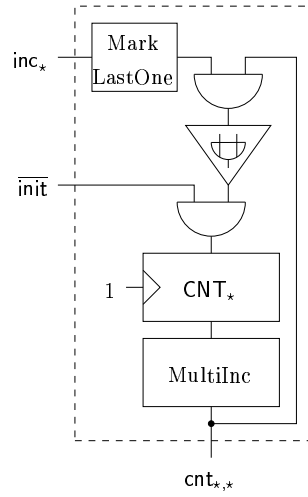 Mark
inc⋆
LastOne
init
1
CNT⋆
MultiInc
cnt⋆,⋆